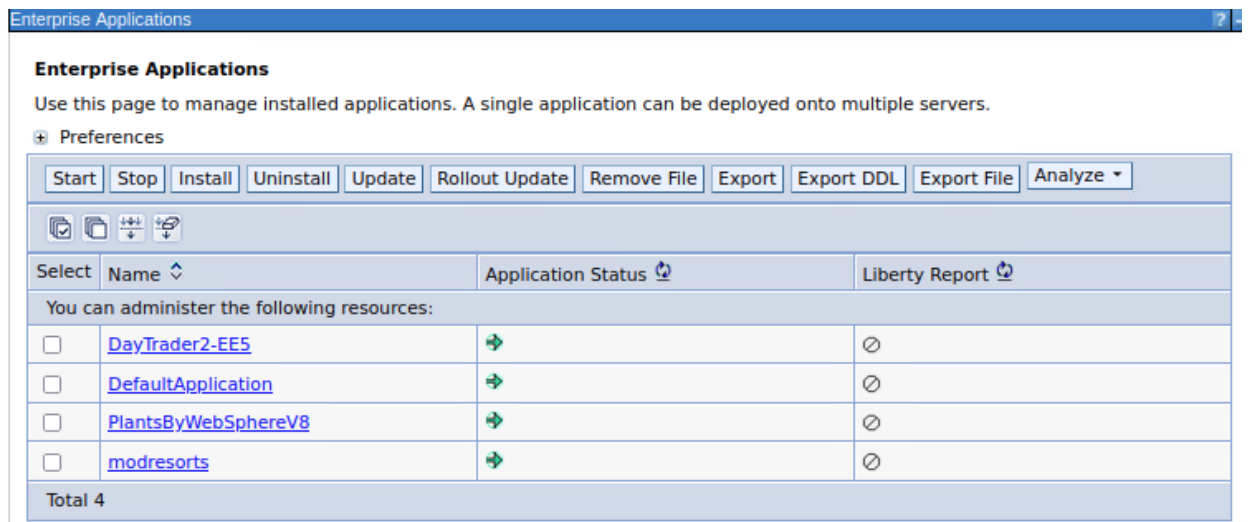 Enterprise Applications ? -
Enterprise Applications
Use this page to manage installed applications. A single application can be deployed onto multiple servers.
+ Preferences
Start Stop Install Uninstall Update Rollout Update Remove File Export Export DDL Export File Analyze
Select Name Application Status Liberty Report
You can administer the following resources:
DayTrader2-EE5
DefaultApplication
PlantsByWebSphereV8
modresorts
Total 4